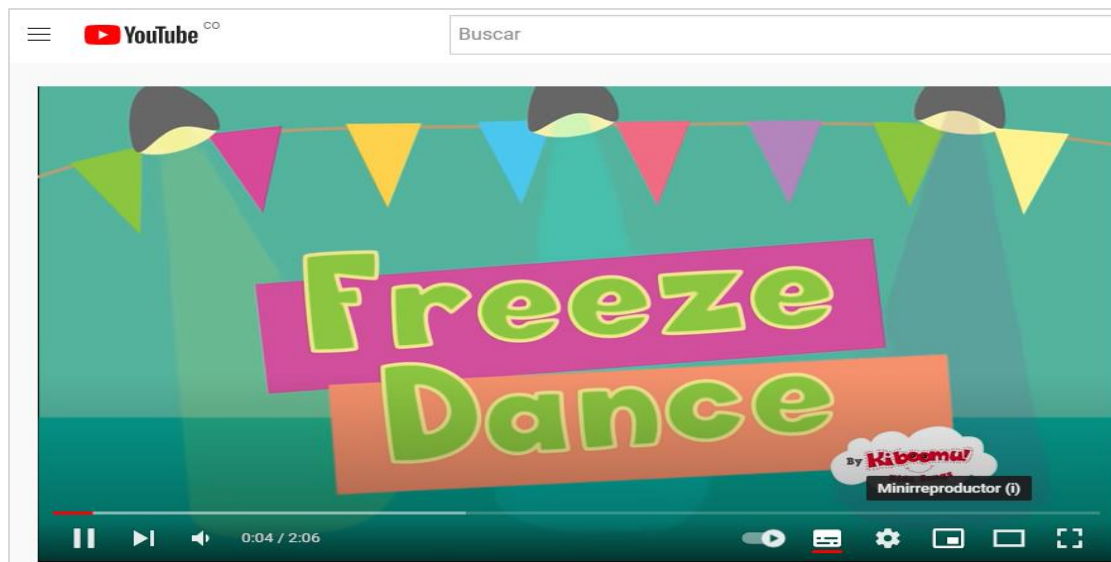 YouTube CO
Buscar
Freeze
Dance
By Kiboomu!
Minirreproductor (i)
0:04 / 2:06